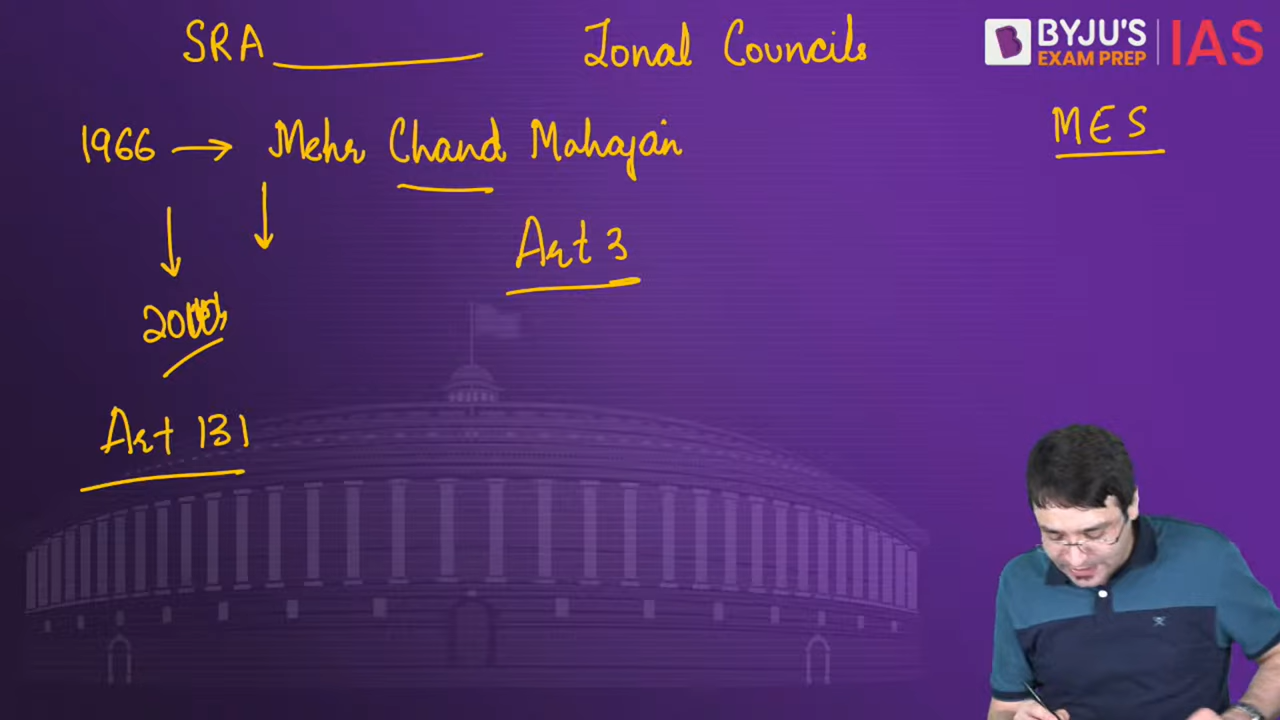 SRA Zonal Councils
BYJU'S
EXAM PREP
IAS
MES
1966 → Mehr Chand Mahajan
Art 3
Art 131